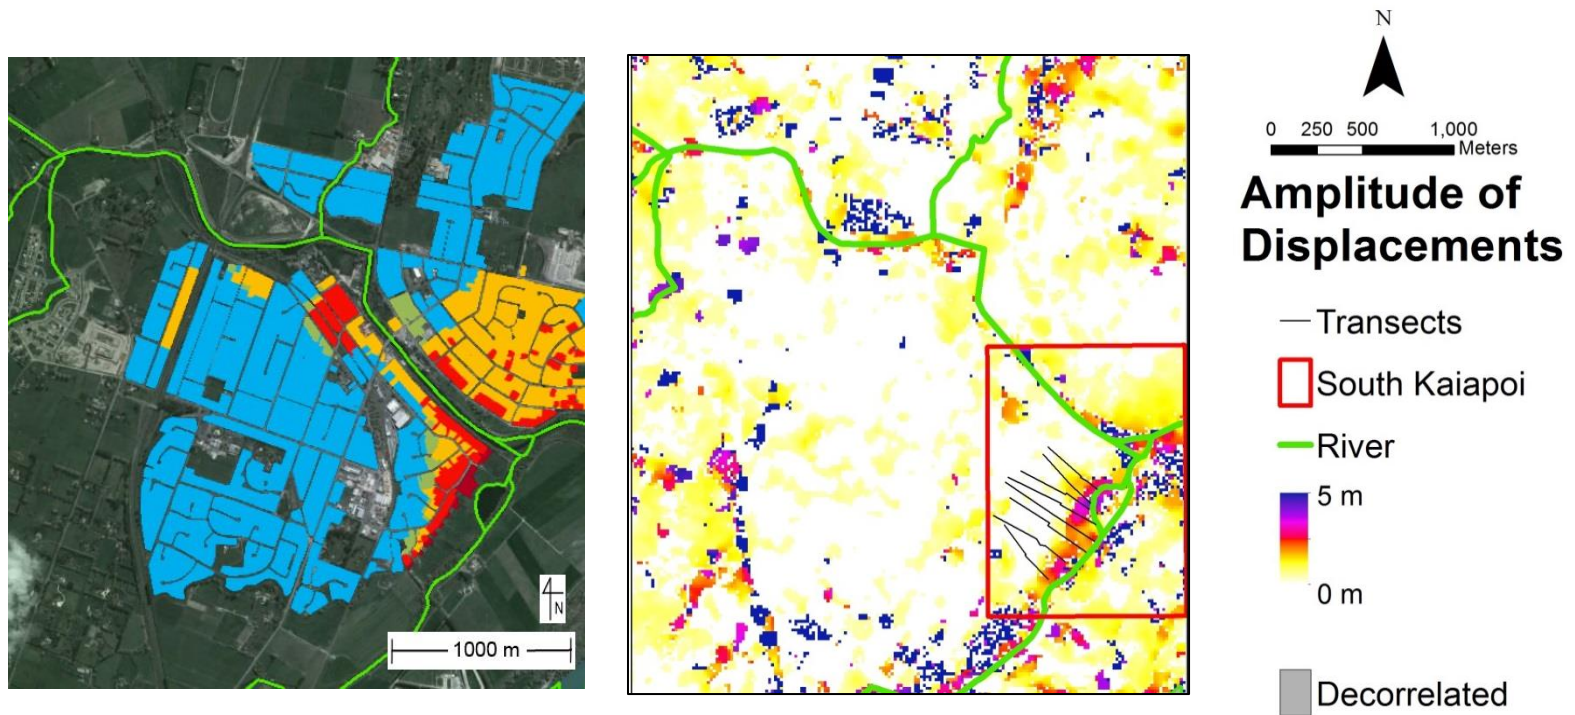 N
1000 m
N
0 250 500 1,000
Meters
Amplitude of
Displacements
Transects
South Kaiapoi
River
5 m
0 m
Decorrelated